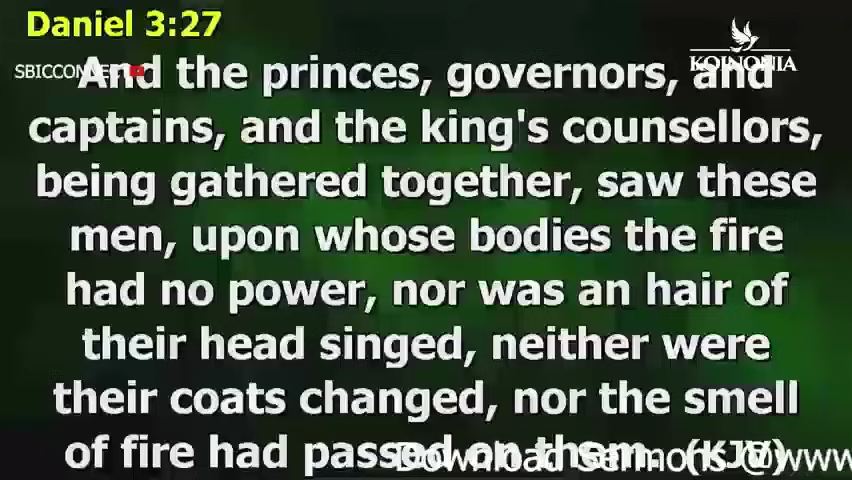 Daniel 3:27
KOINONIA
SBICCONNECT
And the princes, governors, and
captains, and the king's counsellors,
being gathered together, saw these
men, upon whose bodies the fire
had no power, nor was an hair of
their head singed, neither were
their coats changed, nor the smell
of fire had passed on them. (KJV)
Download Sermons @www